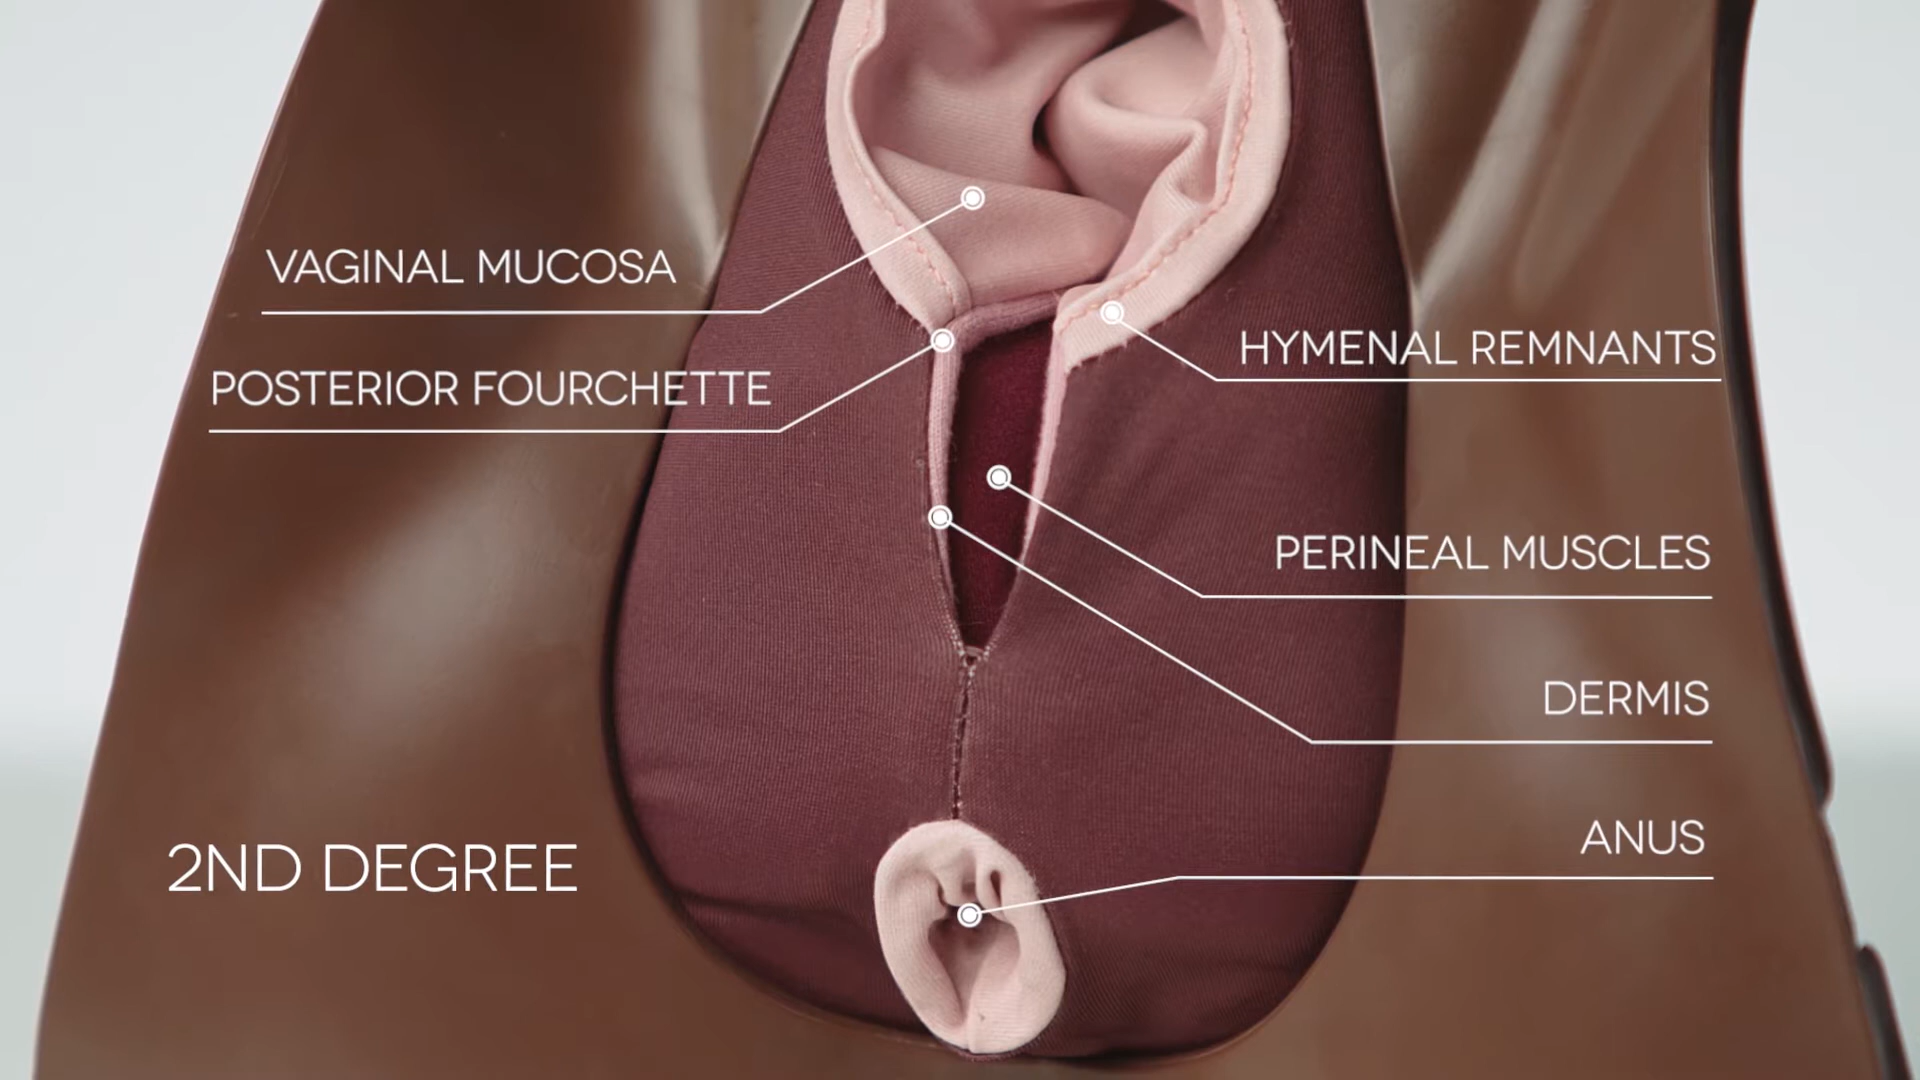 VAGINAL MUCOSA
POSTERIOR FOURCHETTE
HYMENAL REMNANTS
PERINEAL MUSCLES
DERMIS
ANUS
2ND DEGREE